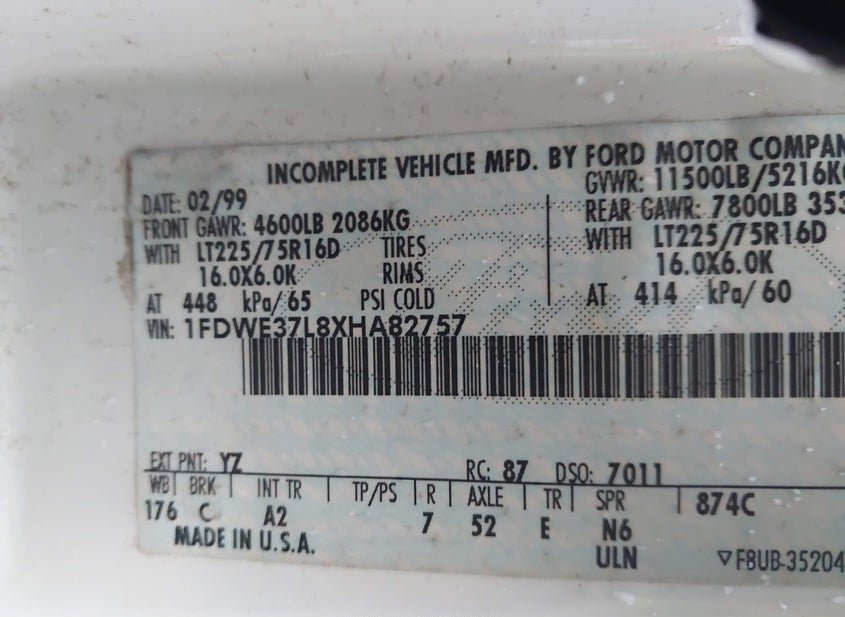 INCOMPLETE VEHICLE MFD. BY FORD MOTOR COMPAN
DATE: 02/99
GVWR: 11500LB/5216K
FRONT GAWR: 4600LB 2086KG
REAR GAWR: 7800LB 353
WITH LT225/75R16D TIRES
WITH LT225/75R16D
16.0X6.0K RIMS
16.0X6.0K
AT 448 kPa/65 PSI COLD
AT 414 kPa/60
VIN: 1FDWE37L8XHA82757
EXT PNT: YZ RC: 87 DSO: 7011
WB BRK INT TR TP/PS R AXLE TR SPR 874C
176 C A2 7 52 E N6
MADE IN U.S.A. ULN F8UB-35204